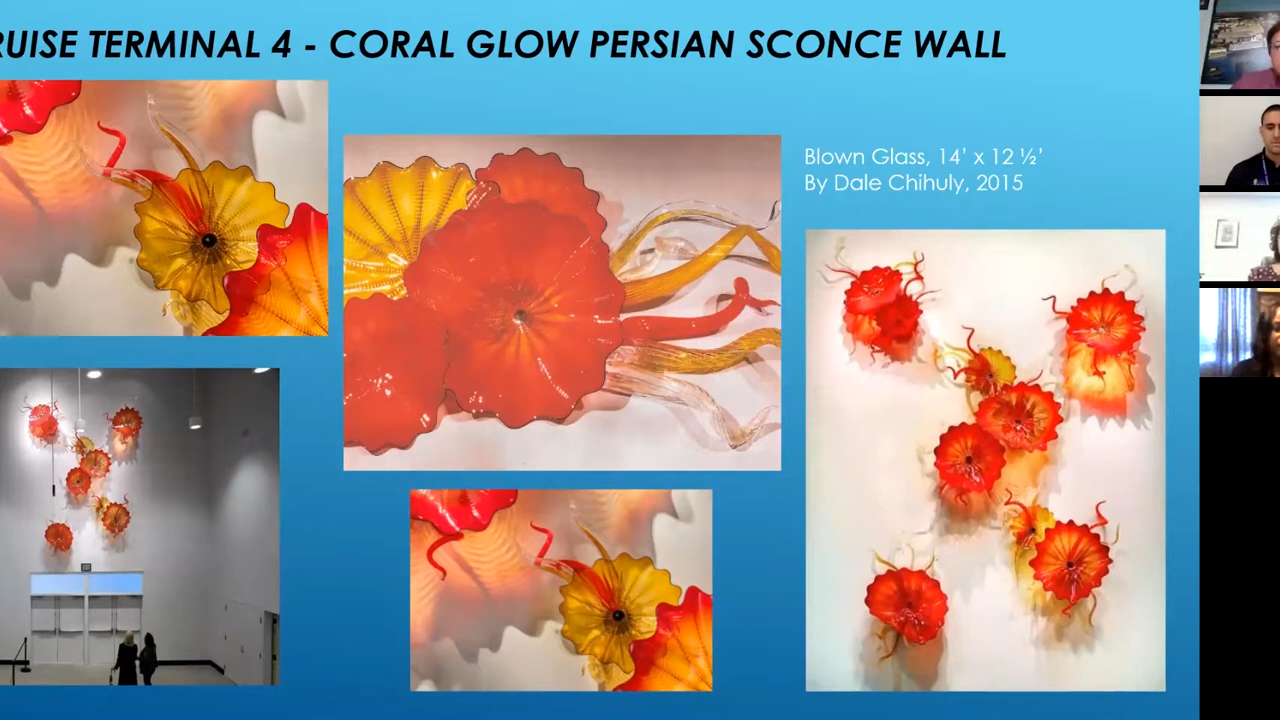 RUISE TERMINAL 4 - CORAL GLOW PERSIAN SCONCE WALL
Blown Glass, 14’ x 12 ½’
By Dale Chihuly, 2015